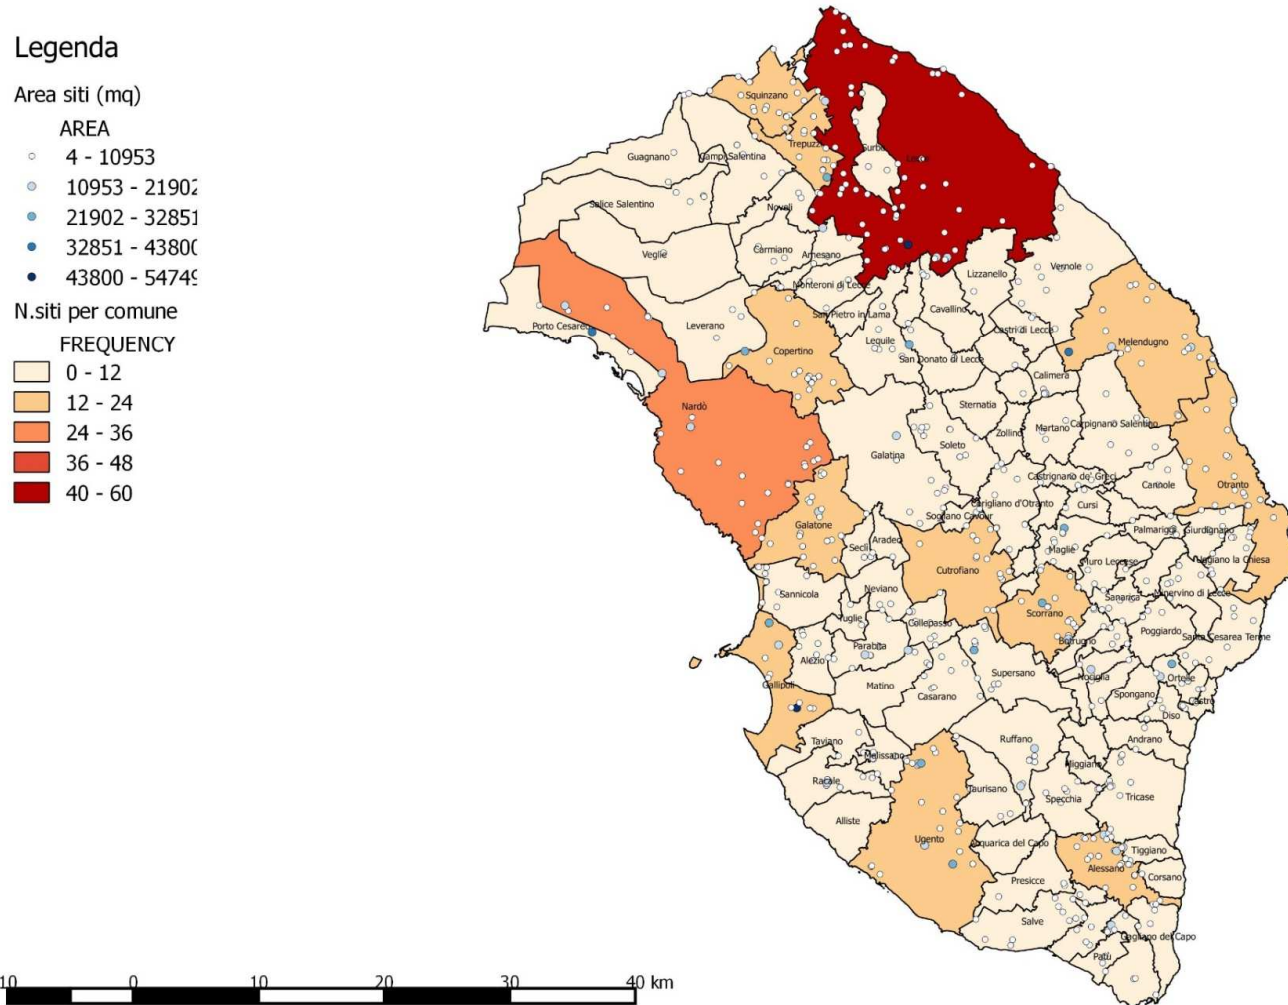 Legenda
Area siti (mq)
AREA
4 - 10953
10953 - 21902
21902 - 32851
32851 - 43800
43800 - 54749
N.siti per comune
FREQUENCY
0 - 12
12 - 24
24 - 36
36 - 48
40 - 60
Squinzano
Trepuzzi
Surbo
Lecce
Guagnano
Campi Salentina
Salice Salentino
Novoli
Veglie
Carmiano
Arnesano
Lizzanello
Vernole
Monteroni di Lecce
Cavallino
San Pietro in Lama
Porto Cesareo
Leverano
Castri di Lecce
Lequile
Melendugno
Copertino
San Donato di Lecce
Calimera
Nardò
Sternatia
Zollino
Martano
Carpignano Salentino
Galatina
Soleto
Castrignano de' Greci
Cannole
Otranto
Corigliano d'Otranto
Cursi
Sogliano Cavour
Galatone
Palmariggi
Giurdignano
Aradeo
Secli
Maglie
Muro Leccese
Uggiano la Chiesa
Cutrofiano
Neviano
Sannicola
Sanarica
Minervino di Lecce
Scorrano
Tuglie
Collepasso
Poggiardo
Santa Cesarea Terme
Botrugno
Parabita
Alezio
Supersano
Nociglia
Ortelle
Gallipoli
Matino
Casarano
Spongano
Castro
Diso
Taviano
Ruffano
Andrano
Melissano
Miggiano
Racale
Taurisano
Specchia
Tricase
Alliste
Ugento
Acquarica del Capo
Tiggiano
Alessano
Corsano
Presicce
Salve
Gagliano del Capo
Patù
10 0 10 20 30 40 km